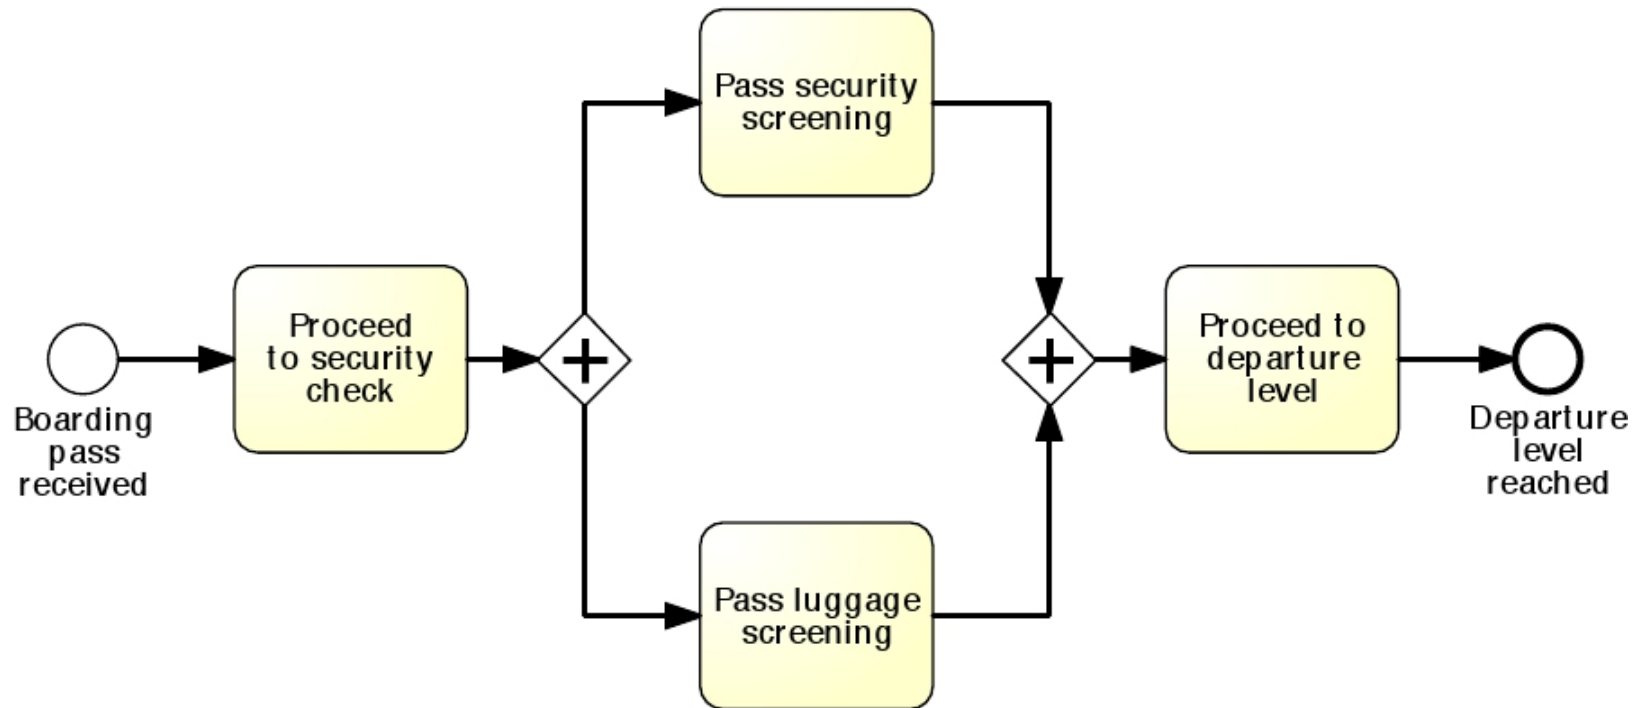 Boarding
pass
received
Proceed
to security
check
Pass security
screening
Pass luggage
screening
Proceed to
departure
level
Departure
level
reached